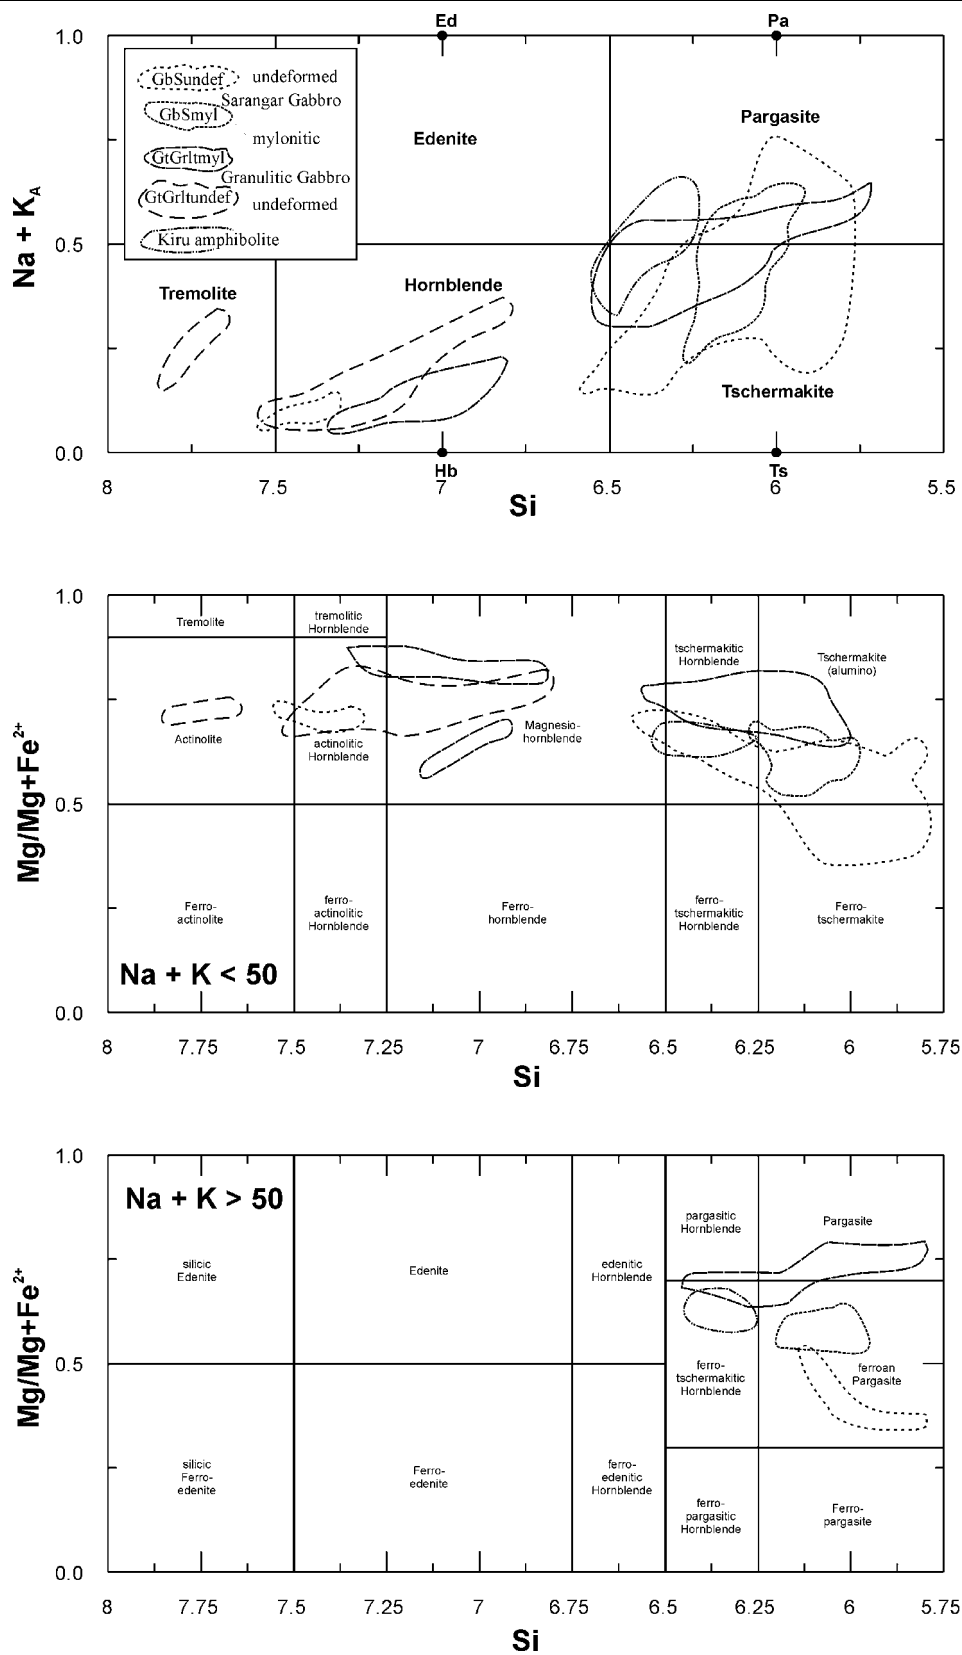 Ed
Pa
1.0
GbSundef undefined
Sarangar Gabbro
GbSmyl
mylonitic
GtGrltmyl
Granulitic Gabbro
GtGrltundef undeformed
Kiru amphibolite
Edenite
Pargasite
Na + KA
0.5
Tremolite
Hornblende
Tschermakite
0.0
Hb
Ts
8
7.5
7
6.5
6
5.5
Si
1.0
Tremolite
tremolitic
Hornblende
tschermakitic
Hornblende
Tschermakite
(alumino)
Actinolite
actinolitic
Hornblende
Magnesio-
hornblende
Mg/Mg+Fe2+
0.5
Ferro-
actinolite
ferro-
actinolitic
Hornblende
Ferro-
hornblende
ferro-
tschermakitic
Hornblende
Ferro-
tschermakite
Na + K < 50
0.0
8
7.75
7.5
7.25
7
6.75
6.5
6.25
6
5.75
Si
1.0
Na + K > 50
pargasitic
Hornblende
Pargasite
silicic
Edenite
Edenite
edenitic
Hornblende
Mg/Mg+Fe2+
0.5
ferro-
tschermakitic
Hornblende
ferroan
Pargasite
silicic
Ferro-
edenite
Ferro-
edenite
ferro-
edenitic
Hornblende
ferro-
pargasitic
Hornblende
Ferro-
pargasite
0.0
8
7.75
7.5
7.25
7
6.75
6.5
6.25
6
5.75
Si